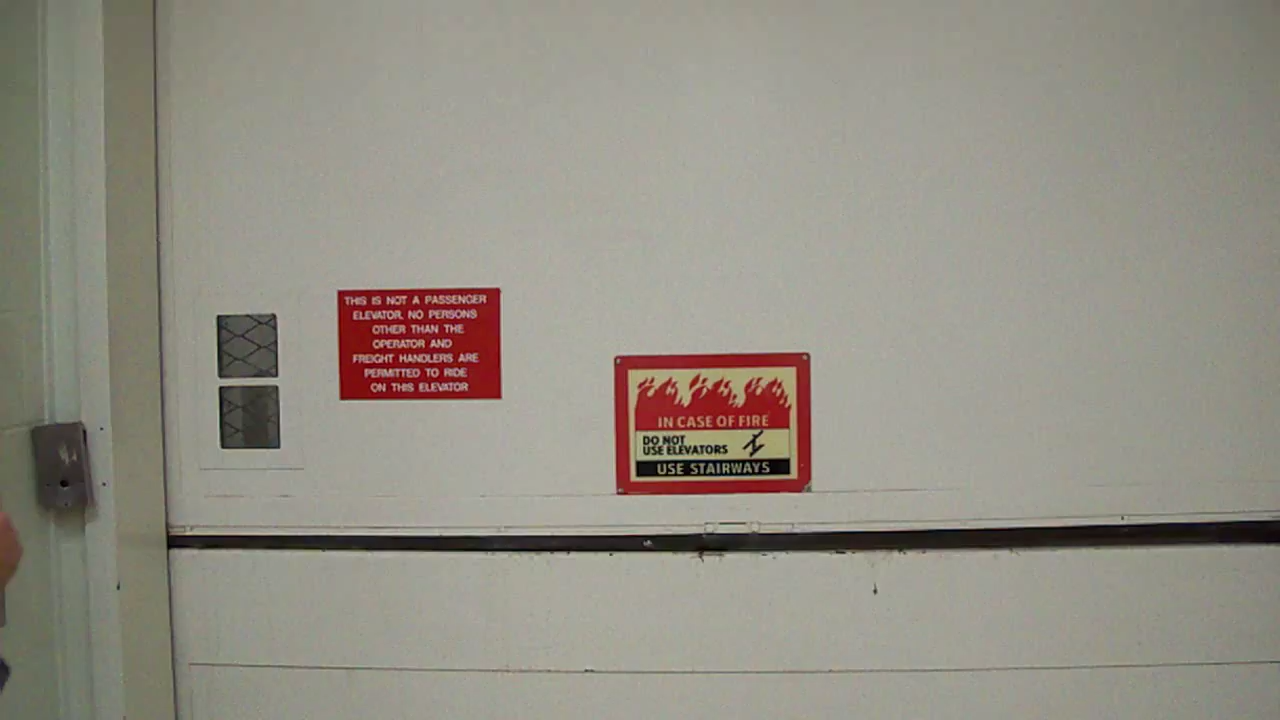 THIS IS NOT A PASSENGER
ELEVATOR. NO PERSONS
OTHER THAN THE
OPERATOR AND
FREIGHT HANDLERS ARE
PERMITTED TO RIDE
ON THIS ELEVATOR
IN CASE OF FIRE
DO NOT
USE ELEVATORS
USE STAIRWAYS